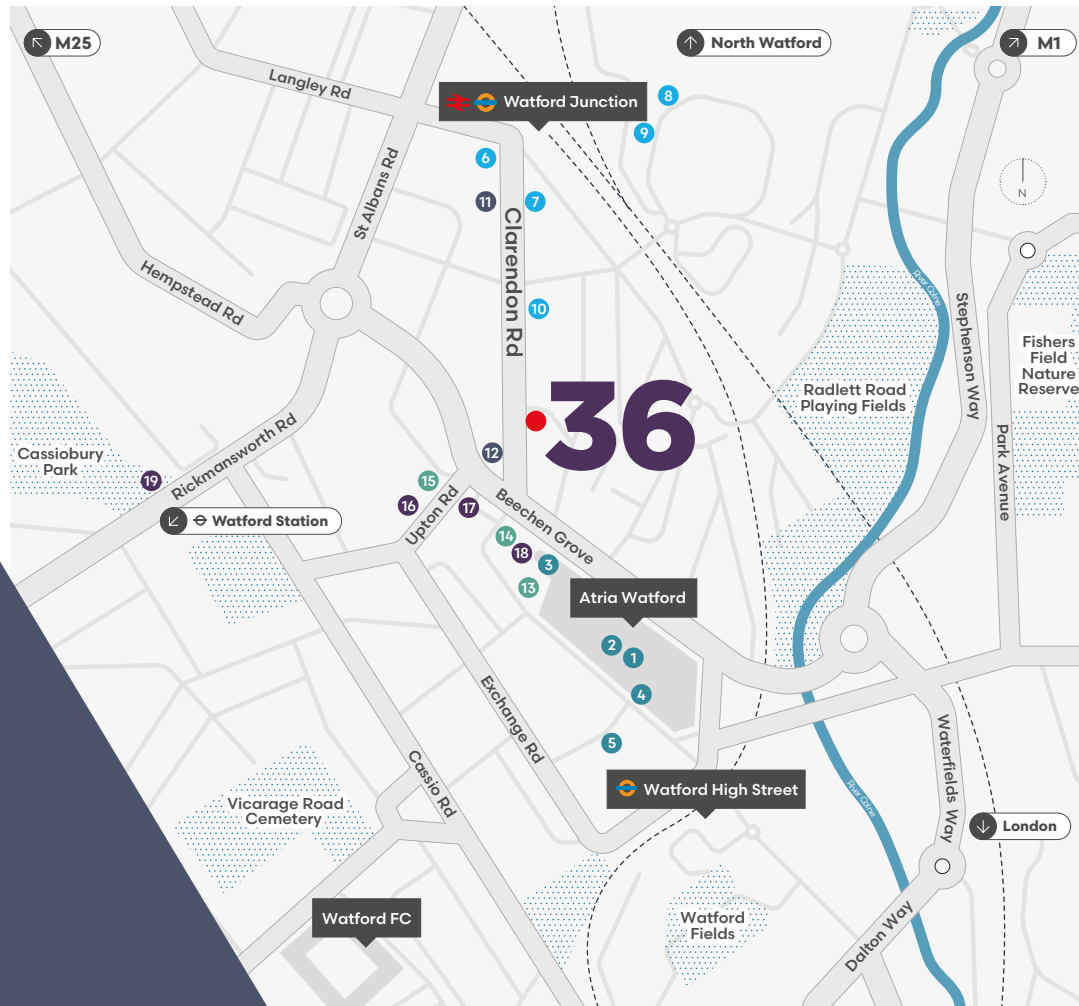 M25
North Watford
M1
Langley Rd
Watford Junction
8
9
6
11
7
St Albans Rd
Clarendon Rd
N
Hempstead Rd
10
River Colne
Stephenson Way
Fishers
Field
Nature
Reserve
Radlett Road
Playing Fields
36
Park Avenue
Cassiobury
Park
19
Rickmansworth Rd
12
15
16
17
Upton Rd
Beechen Grove
Watford Station
14
18
3
13
Atria Watford
2
1
4
5
Exchange Rd
Cassio Rd
Watford High Street
Waterfields Way
River Colne
London
Vicarage Road
Cemetery
Watford FC
Watford
Fields
Dalton Way